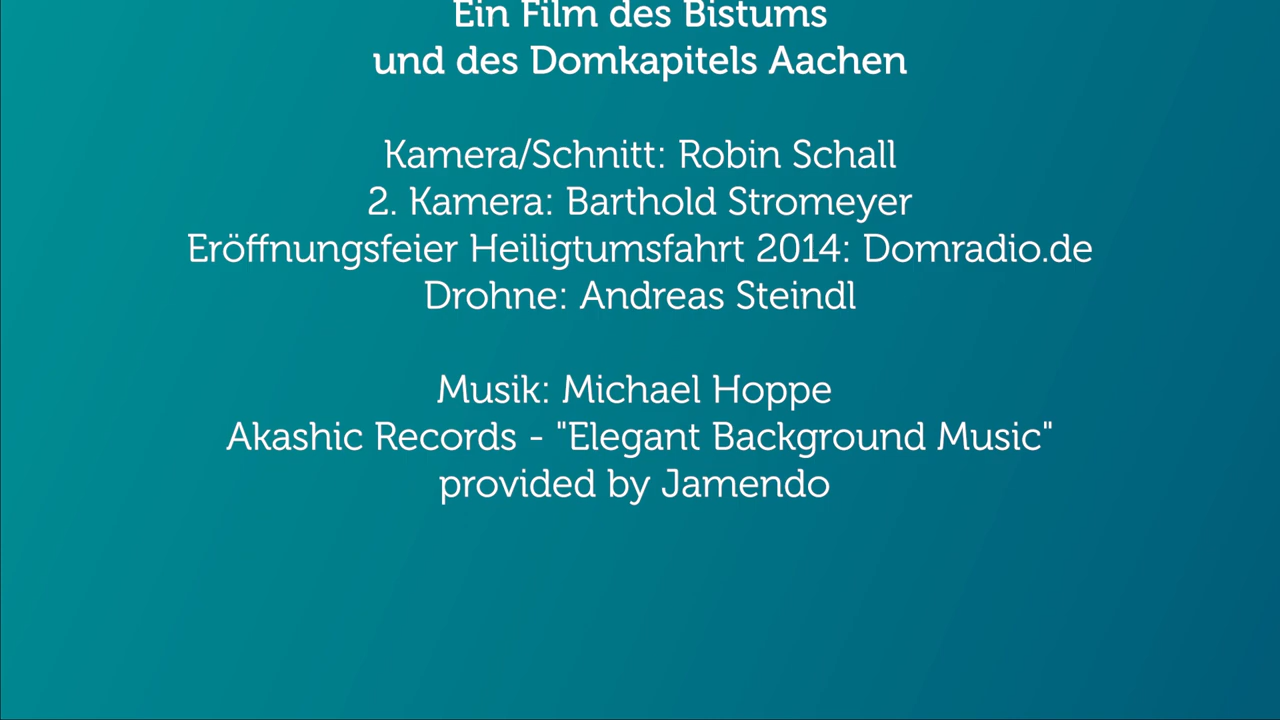 Ein Film des Bistums
und des Domkapitels Aachen
Kamera/Schnitt: Robin Schall
2. Kamera: Barthold Stromeyer
Eröffnungsfeier Heiligtumsfahrt 2014: Domradio.de
Drohne: Andreas Steindl
Musik: Michael Hoppe
Akashic Records - "Elegant Background Music"
provided by Jamendo